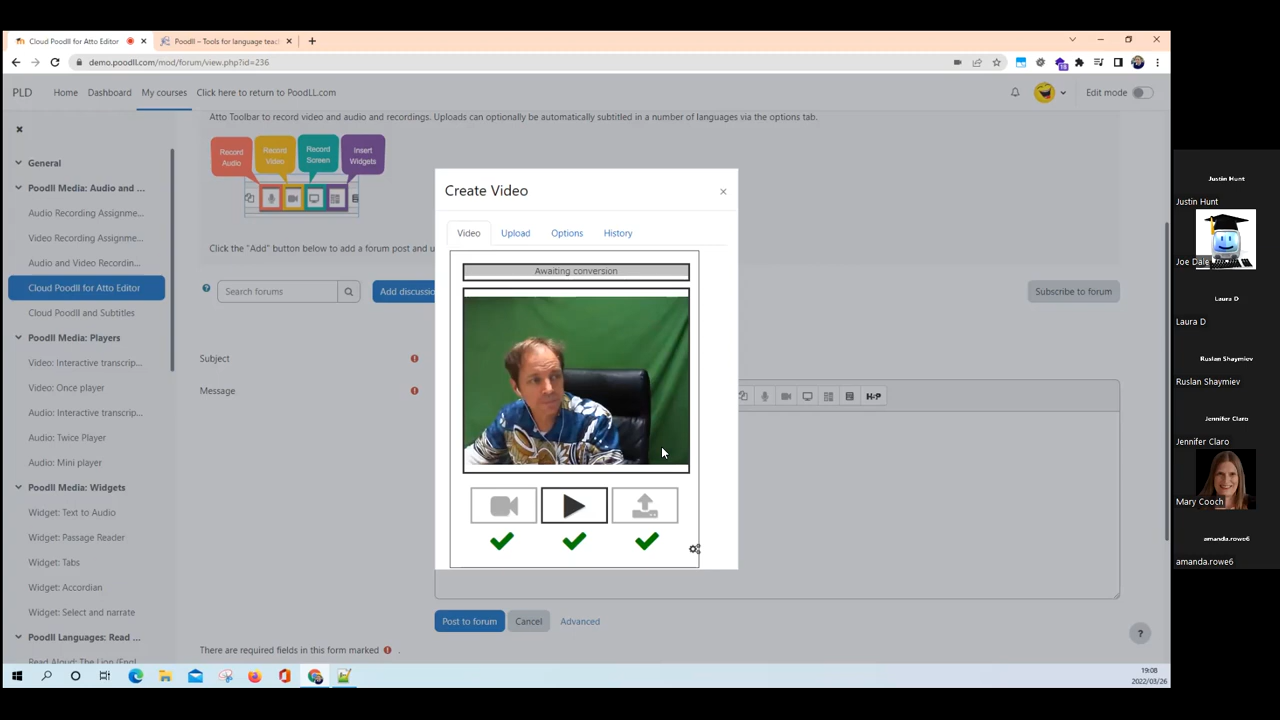 Cloud Poodll for Atto Editor
Poodll – Tools for language teac
demo.poodll.com/mod/forum/view.php?id=236
PLD
Home
Dashboard
My courses
Click here to return to PoodLL.com
Edit mode
General
Poodll Media: Audio and ...
Audio Recording Assignme...
Video Recording Assignme...
Audio and Video Recordin...
Cloud Poodll for Atto Editor
Cloud Poodll and Subtitles
Poodll Media: Players
Video: Interactive transcrip...
Video: Once player
Audio: Interactive transcrip...
Audio: Twice Player
Audio: Mini player
Poodll Media: Widgets
Widget: Text to Audio
Widget: Passage Reader
Widget: Tabs
Widget: Accordian
Widget: Select and narrate
Poodll Languages: Read ...
Read Aloud: The Lion (Engl
Atto Toolbar to record video and audio and recordings. Uploads can optionally be automatically subtitled in a number of languages via the options tab.
Record Audio
Record Video
Record Screen
Insert Widgets
Click the "Add" button below to add a forum post and u
Search forums
Add discussio
Subscribe to forum
Subject
Message
H-P
Create Video
×
Video
Upload
Options
History
Awaiting conversion
Post to forum
Cancel
Advanced
There are required fields in this form marked .
?
19:08
2022/03/26
Justin Hunt
Justin Hunt
Joe Dale
Laura D
Laura D
Ruslan Shaymiev
Ruslan Shaymiev
Jennifer Claro
Jennifer Claro
Mary Cooch
amanda.rowe6
amanda.rowe6